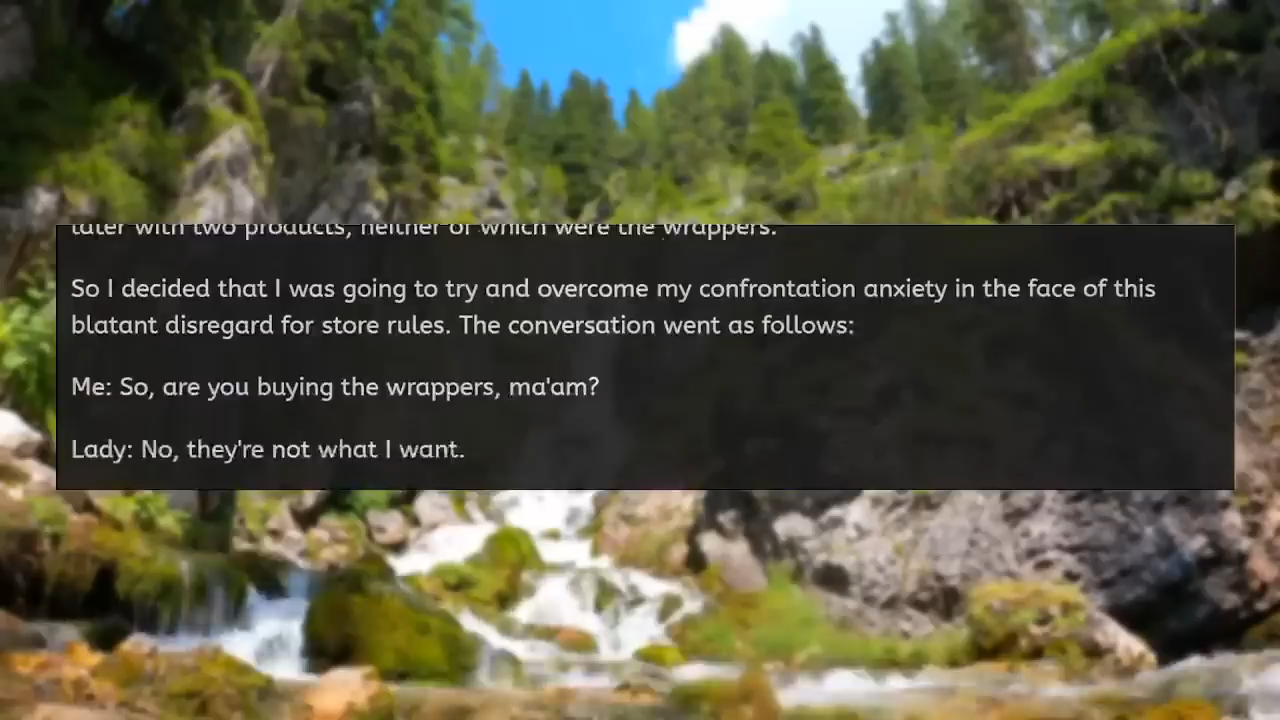 later with two products, neither of which were the wrappers.
So I decided that I was going to try and overcome my confrontation anxiety in the face of this
blatant disregard for store rules. The conversation went as follows:
Me: So, are you buying the wrappers, ma'am?
Lady: No, they're not what I want.